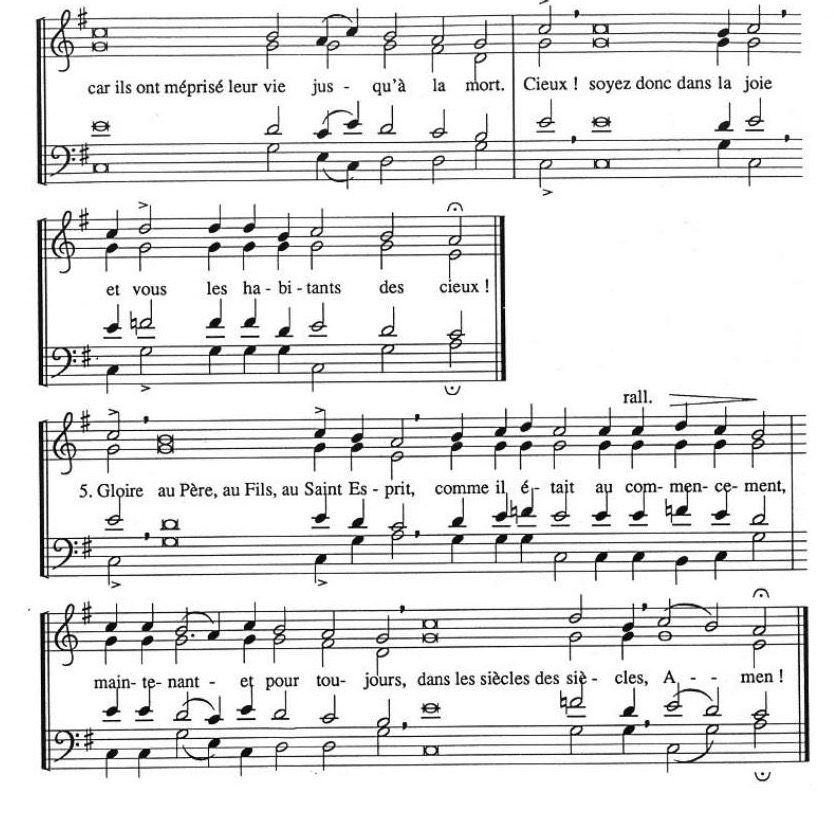 car ils ont méprisé leur vie jus - qu'à la mort. Cieux ! soyez donc dans la joie
et vous les ha - bi - tants des cieux !
rall.
5. Gloire au Père, au Fils, au Saint Es - prit, comme il é - tait au com- men- ce- ment,
main- te- nant - et pour tou- jours, dans les siècles des siè - cles, A - - men !